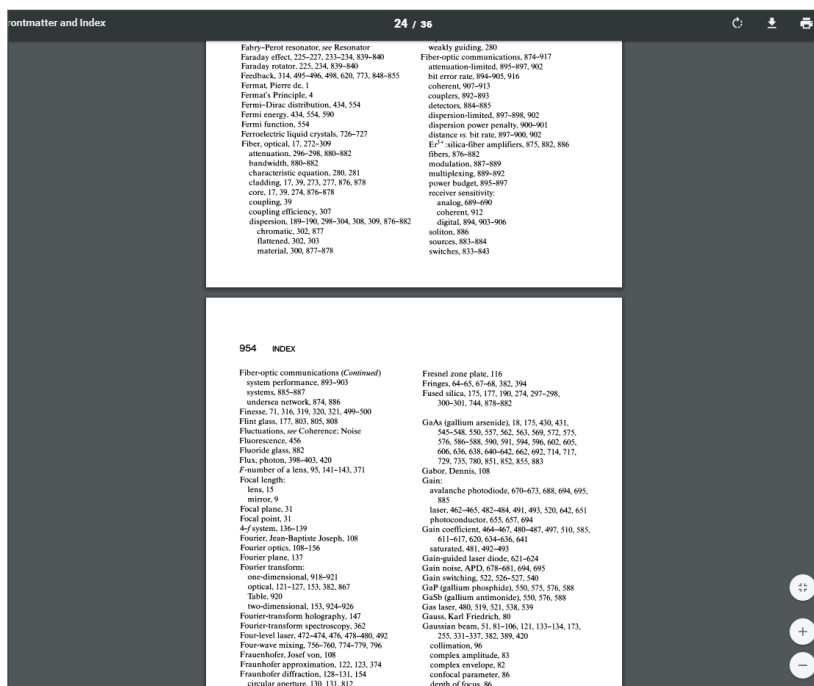 rontmatter and Index
24 / 36
Fabry-Perot resonator, see Resonator
Faraday effect, 225-227, 233-234, 839-840
Faraday rotator, 225, 234, 839-840
Feedback, 314, 495-496, 498, 620, 773, 848-855
Fermat, Pierre de, 1
Fermat's Principle, 4
Fermi-Dirac distribution, 434, 554
Fermi energy, 434, 554, 590
Fermi function, 554
Ferroelectric liquid crystals, 726-727
Fiber, optical, 17, 272-309
attenuation, 296-298, 880-882
bandwidth, 880-882
characteristic equation, 280, 281
cladding, 17, 39, 273, 277, 876, 878
core, 17, 39, 274, 876-878
coupling, 39
coupling efficiency, 307
dispersion, 189-190, 298-304, 308, 309, 876-882
chromatic, 302, 877
flattened, 302, 303
material, 300, 877-878
weakly guiding, 280
Fiber-optic communications, 874-917
attenuation-limited, 895-897, 902
bit error rate, 894-905, 916
coherent, 907-913
couplers, 892-893
detectors, 884-885
dispersion-limited, 897-898, 902
dispersion power penalty, 900-901
distance vs. bit rate, 897-900, 902
Er³⁺:silica-fiber amplifiers, 875, 882, 886
fibers, 876-882
modulation, 887-889
multiplexing, 889-892
power budget, 895-897
receiver sensitivity:
analog, 689-690
coherent, 912
digital, 894, 903-906
soliton, 886
sources, 883-884
switches, 833-843
954 INDEX
Fiber-optic communications (Continued)
system performance, 893-903
systems, 885-887
undersea network, 874, 886
Finesse, 71, 316, 319, 320, 321, 499-500
Flint glass, 177, 803, 805, 808
Fluctuations, see Coherence; Noise
Fluorescence, 456
Fluoride glass, 882
Flux, photon, 398-403, 420
F-number of a lens, 95, 141-143, 371
Focal length:
lens, 15
mirror, 9
Focal plane, 31
Focal point, 31
4-f system, 136-139
Fourier, Jean-Baptiste Joseph, 108
Fourier optics, 108-156
Fourier plane, 137
Fourier transform:
one-dimensional, 918-921
optical, 121-127, 153, 382, 867
Table, 920
two-dimensional, 153, 924-926
Fourier-transform holography, 147
Fourier-transform spectroscopy, 362
Four-level laser, 472-474, 476, 478-480, 492
Four-wave mixing, 756-760, 774-779, 796
Frauenhofer, Josef von, 108
Fraunhofer approximation, 122, 123, 374
Fraunhofer diffraction, 128-131, 154
circular aperture, 130, 131, 812
Fresnel zone plate, 116
Fringes, 64-65, 67-68, 382, 394
Fused silica, 175, 177, 190, 274, 297-298,
300-301, 744, 878-882
GaAs (gallium arsenide), 18, 175, 430, 431,
545-548, 550, 557, 562, 563, 569, 572, 575,
576, 586-588, 590, 591, 594, 596, 602, 605,
606, 636, 638, 640-642, 662, 692, 714, 717,
729, 735, 780, 851, 852, 855, 883
Gabor, Dennis, 108
Gain:
avalanche photodiode, 670-673, 688, 694, 695,
885
laser, 462-465, 482-484, 491, 493, 520, 642, 651
photoconductor, 655, 657, 694
Gain coefficient, 464-467, 480-487, 497, 510, 585,
611-617, 620, 634-636, 641
saturated, 481, 492-493
Gain-guided laser diode, 621-624
Gain noise, APD, 678-681, 694, 695
Gain switching, 522, 526-527, 540
GaP (gallium phosphide), 550, 575, 576, 588
GaSb (gallium antimonide), 550, 576, 588
Gas laser, 480, 519, 521, 538, 539
Gauss, Karl Friedrich, 80
Gaussian beam, 51, 81-106, 121, 133-134, 173,
255, 331-337, 382, 389, 420
collimation, 96
complex amplitude, 83
complex envelope, 82
confocal parameter, 86
depth of focus, 86